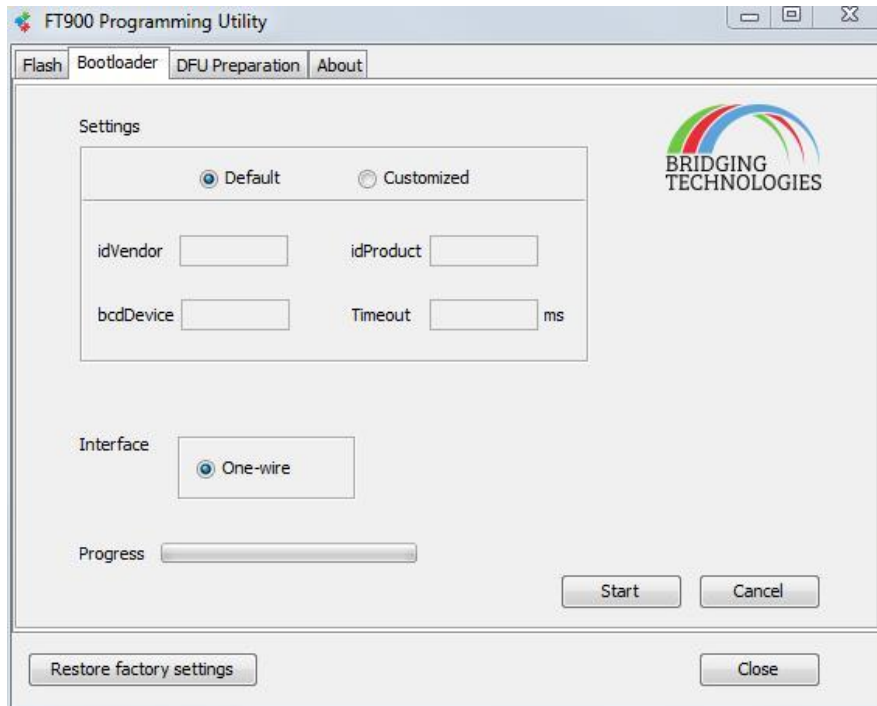 FT900 Programming Utility
Flash Bootloader DFU Preparation About
Settings
BRIDGING
TECHNOLOGIES
Default Customized
idVendor idProduct
bcdDevice Timeout ms
Interface
One-wire
Progress
Start Cancel
Restore factory settings Close